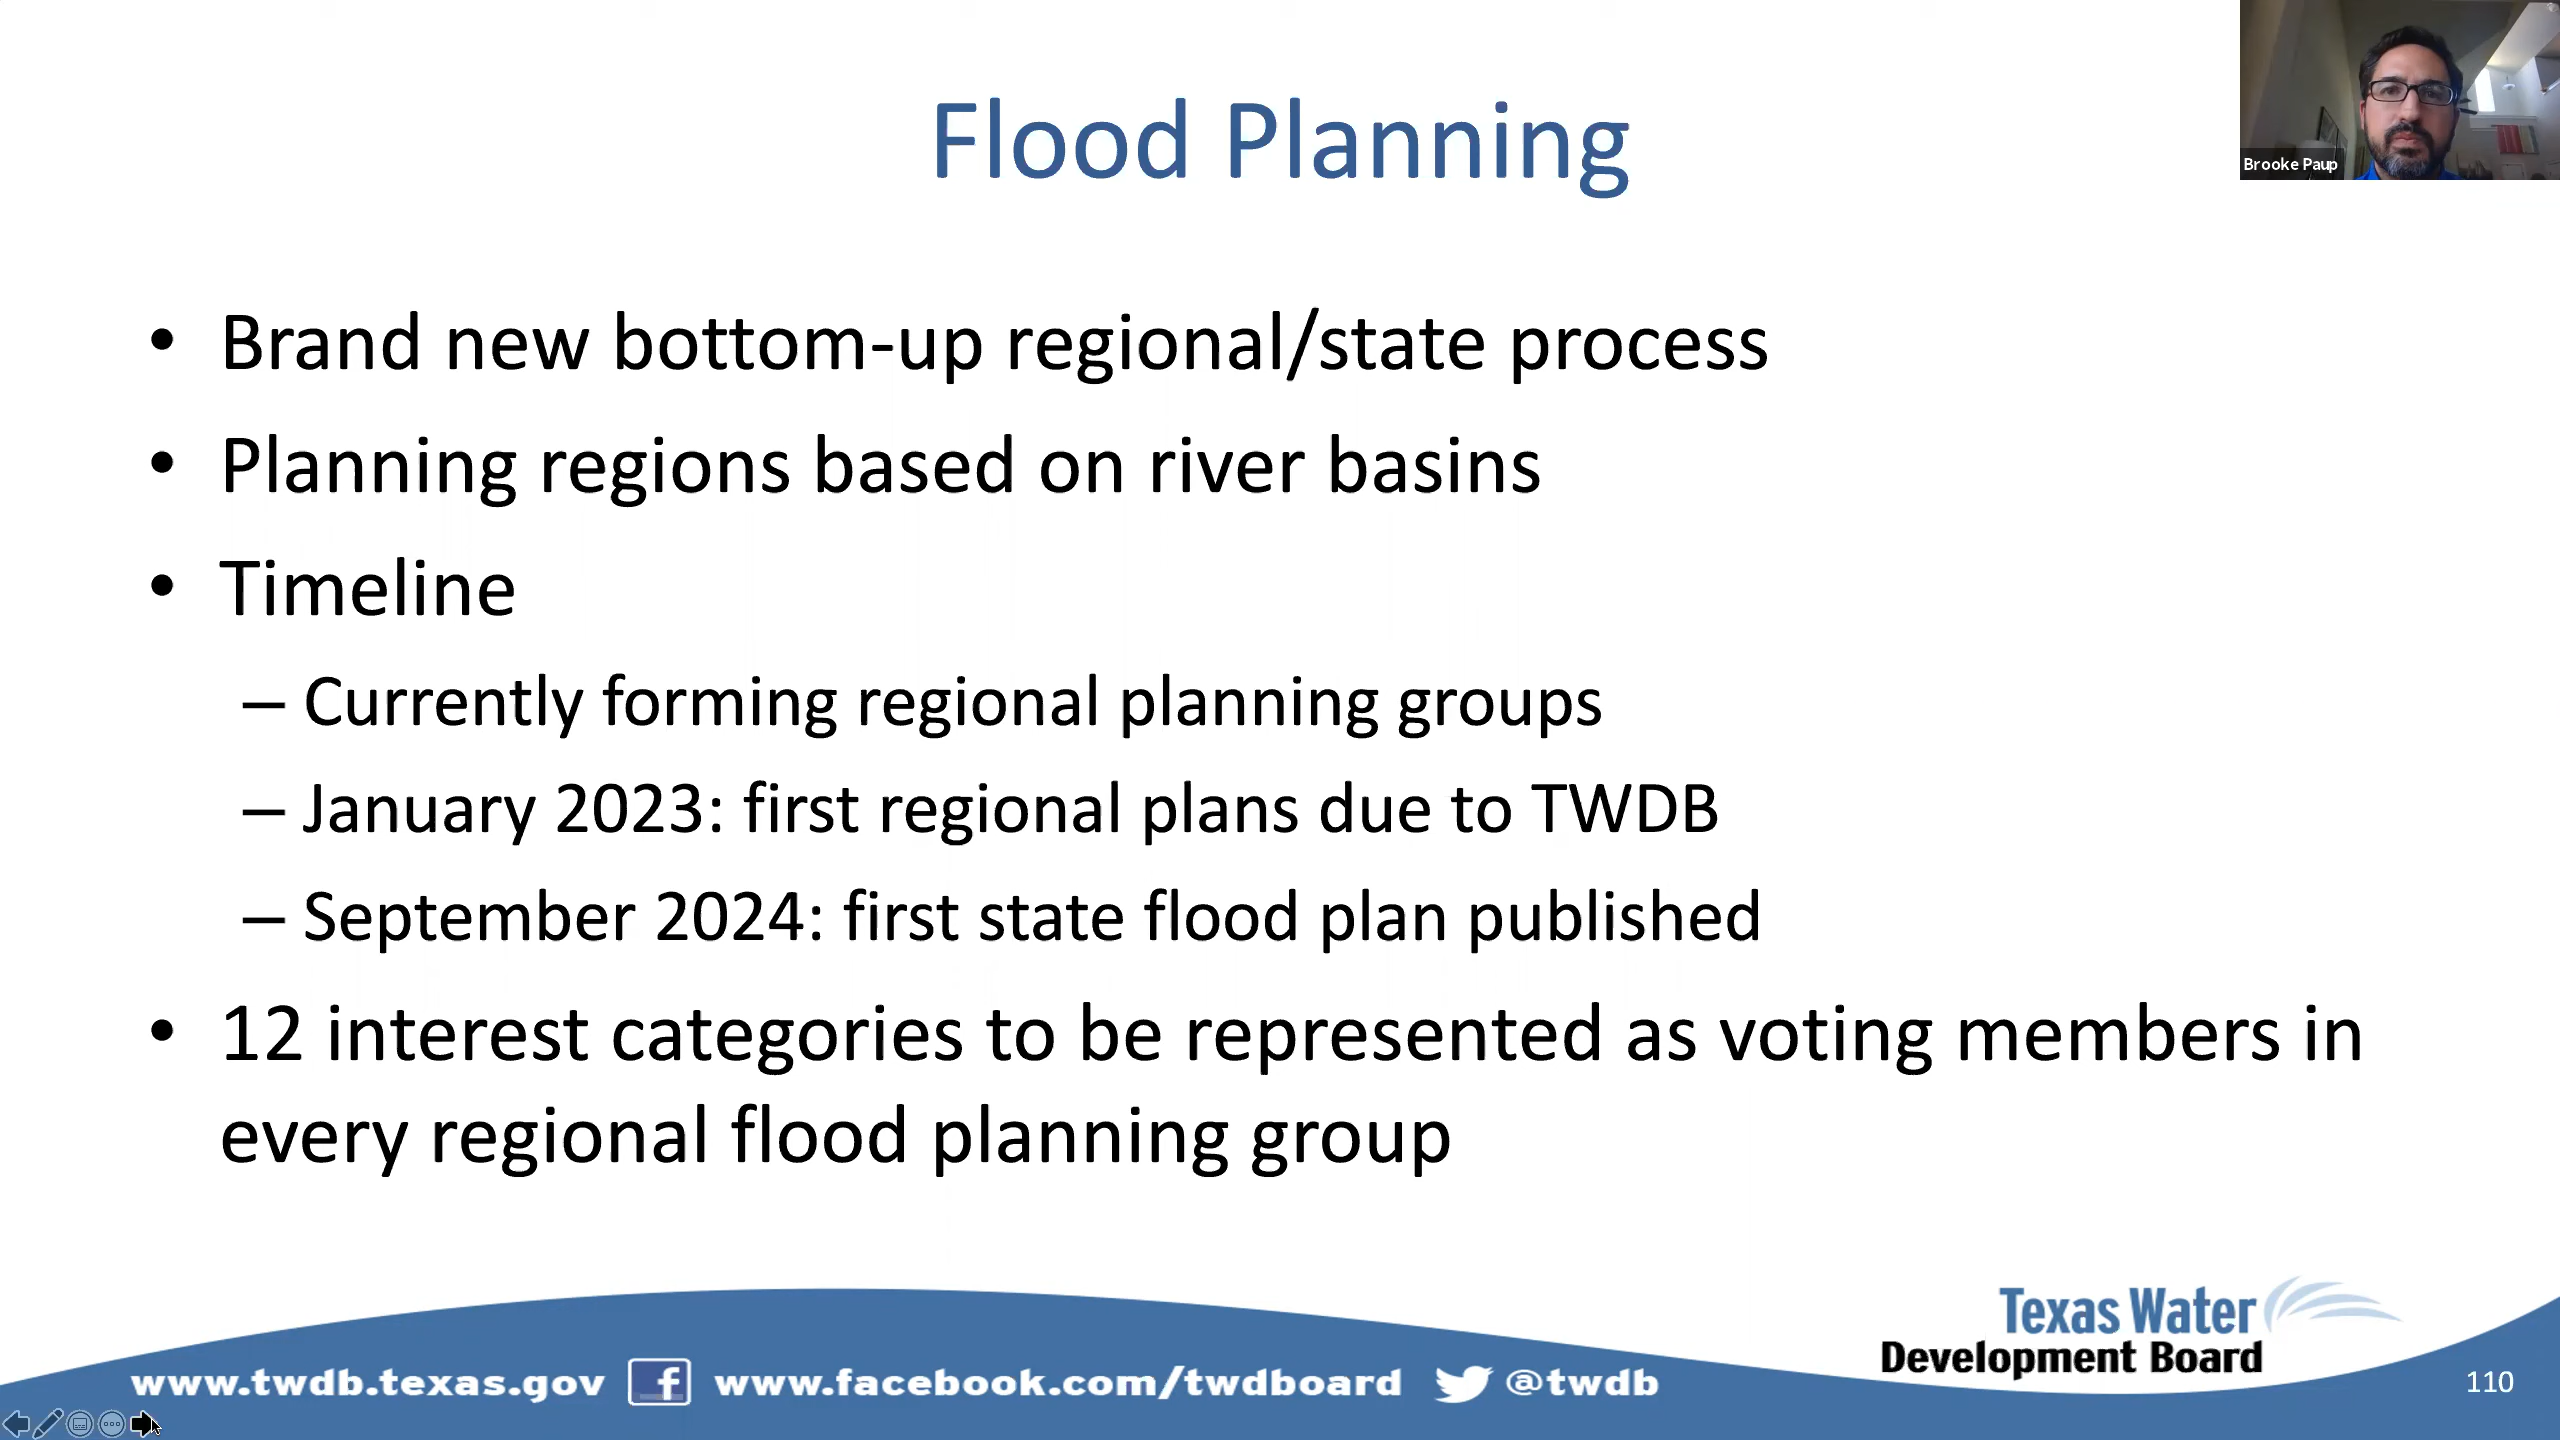 Flood Planning
Brooke Paup
• Brand new bottom-up regional/state process
• Planning regions based on river basins
• Timeline
– Currently forming regional planning groups
– January 2023: first regional plans due to TWDB
– September 2024: first state flood plan published
• 12 interest categories to be represented as voting members in
every regional flood planning group
Texas Water
Development Board
www.twdb.texas.gov f www.facebook.com/twdboard @twdb
110